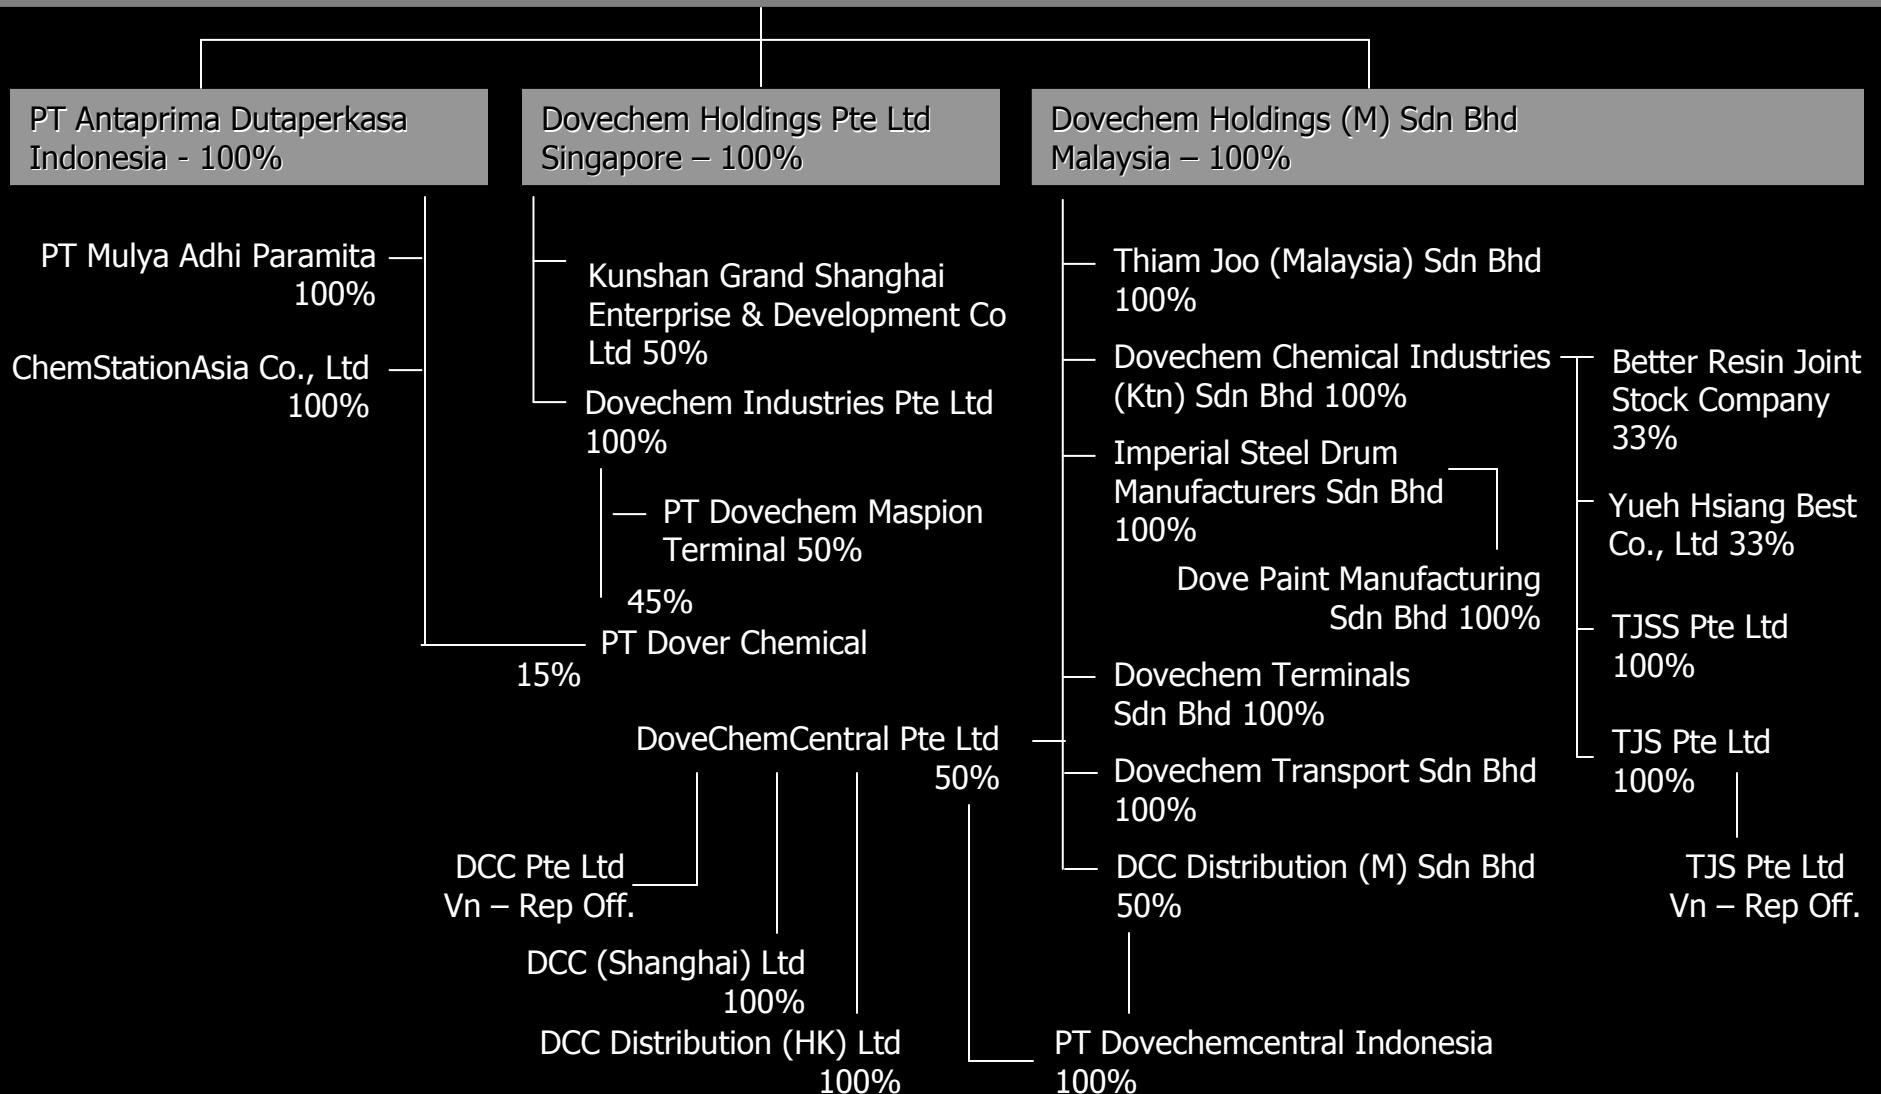 PT Antaprima Dutaperkasa
Indonesia - 100%
Dovechem Holdings Pte Ltd
Singapore – 100%
Dovechem Holdings (M) Sdn Bhd
Malaysia – 100%
PT Mulya Adhi Paramita
100%
ChemStationAsia Co., Ltd
100%
Kunshan Grand Shanghai
Enterprise & Development Co
Ltd 50%
Dovechem Industries Pte Ltd
100%
PT Dovechem Maspion
Terminal 50%
45%
PT Dover Chemical
15%
Thiam Joo (Malaysia) Sdn Bhd
100%
Dovechem Chemical Industries
(Ktn) Sdn Bhd 100%
Imperial Steel Drum
Manufacturers Sdn Bhd
100%
Dove Paint Manufacturing
Sdn Bhd 100%
Dovechem Terminals
Sdn Bhd 100%
DoveChemCentral Pte Ltd
50%
Dovechem Transport Sdn Bhd
100%
DCC Distribution (M) Sdn Bhd
50%
Better Resin Joint
Stock Company
33%
Yueh Hsiang Best
Co., Ltd 33%
TJSS Pte Ltd
100%
TJS Pte Ltd
100%
TJS Pte Ltd
Vn – Rep Off.
DCC Pte Ltd
Vn – Rep Off.
DCC (Shanghai) Ltd
100%
DCC Distribution (HK) Ltd
100%
PT Dovechemcentral Indonesia
100%